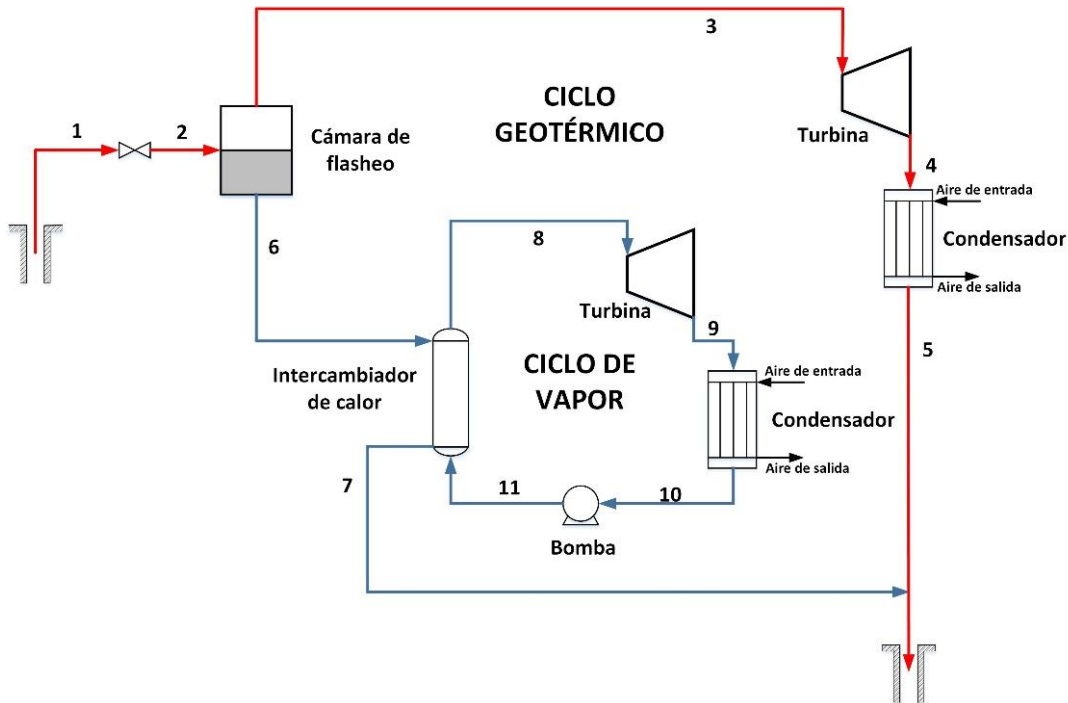 3
1
2
CICLO
GEOTÉRMICO
Cámara de
flasheo
Turbina
4
Aire de entrada
Condensador
Aire de salida
6
8
Turbina
9
5
Intercambiador
de calor
CICLO DE
VAPOR
Aire de entrada
Condensador
Aire de salida
7
11
10
Bomba